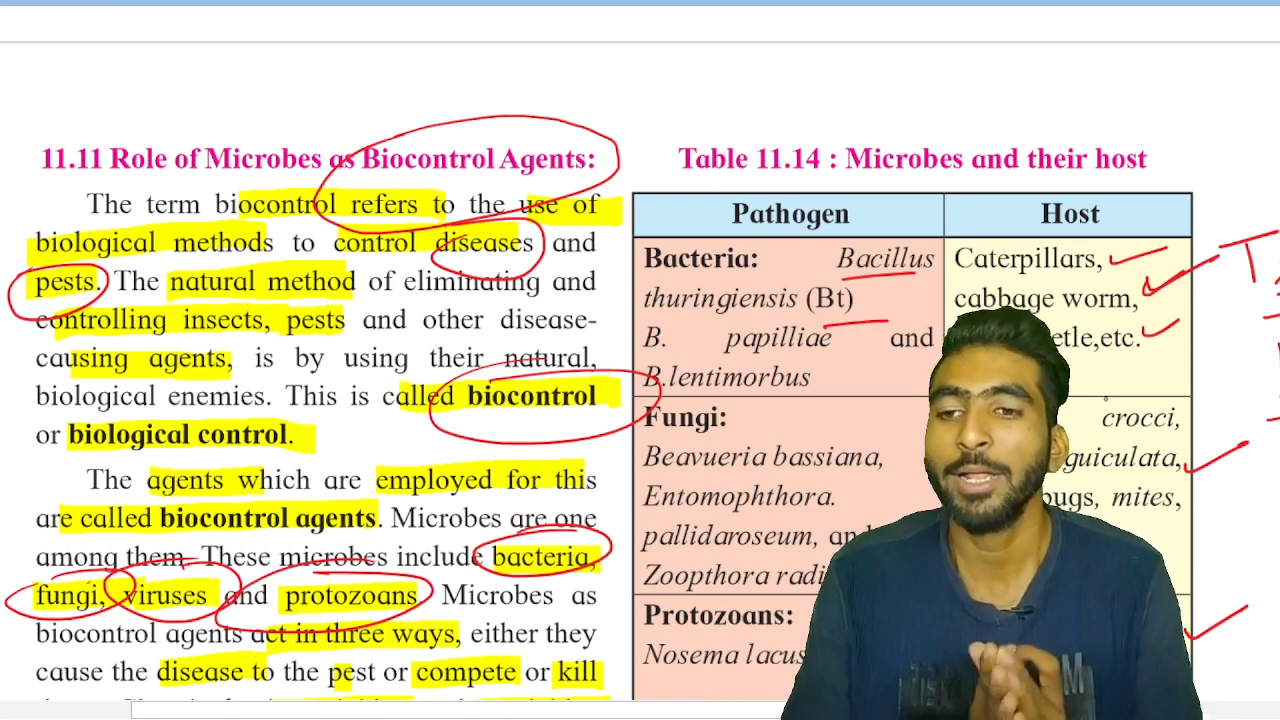 11.11 Role of Microbes as Biocontrol Agents:
The term biocontrol refers to the use of
biological methods to control diseases and
pests. The natural method of eliminating and
controlling insects, pests and other disease-
causing agents, is by using their natural,
biological enemies. This is called biocontrol
or biological control.
The agents which are employed for this
are called biocontrol agents. Microbes are one
among them. These microbes include bacteria,
fungi, viruses and protozoans. Microbes as
biocontrol agents act in three ways, either they
cause the disease to the pest or compete or kill
Table 11.14 : Microbes and their host
Pathogen Host
Bacteria: Bacillus
thuringiensis (Bt)
B. papilliae and
B.lentimorbus
Caterpillars,
cabbage worm,
etc.
Fungi:
Beavueria bassiana,
Entomophthora.
pallidaroseum, and
Zoopthora
crocci,
mites,
Protozoans:
Nosema